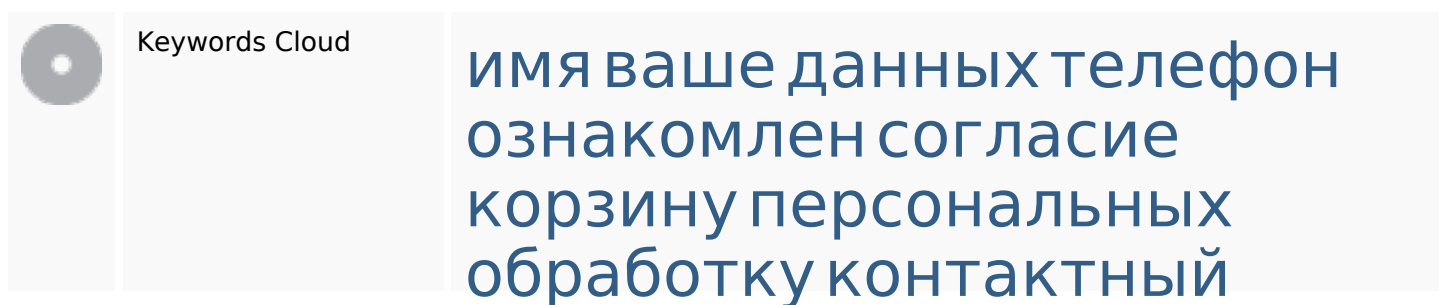 Keywords Cloud
имя ваше данных телефон
ознакомлен согласие
корзину персональных
обработку контактный